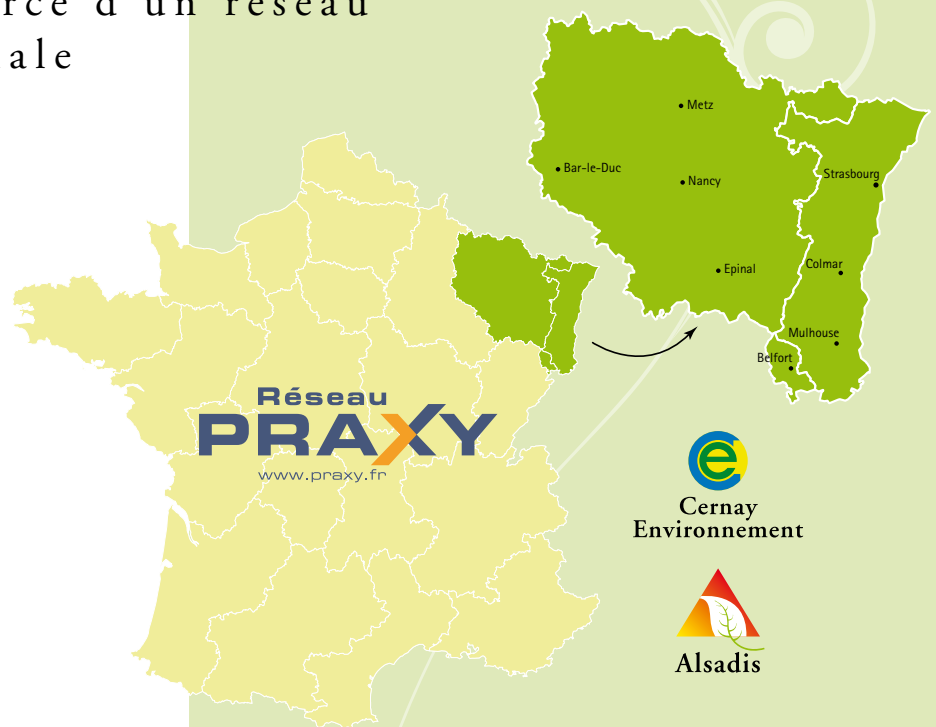 d'un réseau
ale
Metz
Bar-le-Duc
Nancy
Strasbourg
Epinal
Colmar
Mulhouse
Belfort
Réseau
PRAXY
www.praxy.fr
Cernay
Environnement
Alsadis